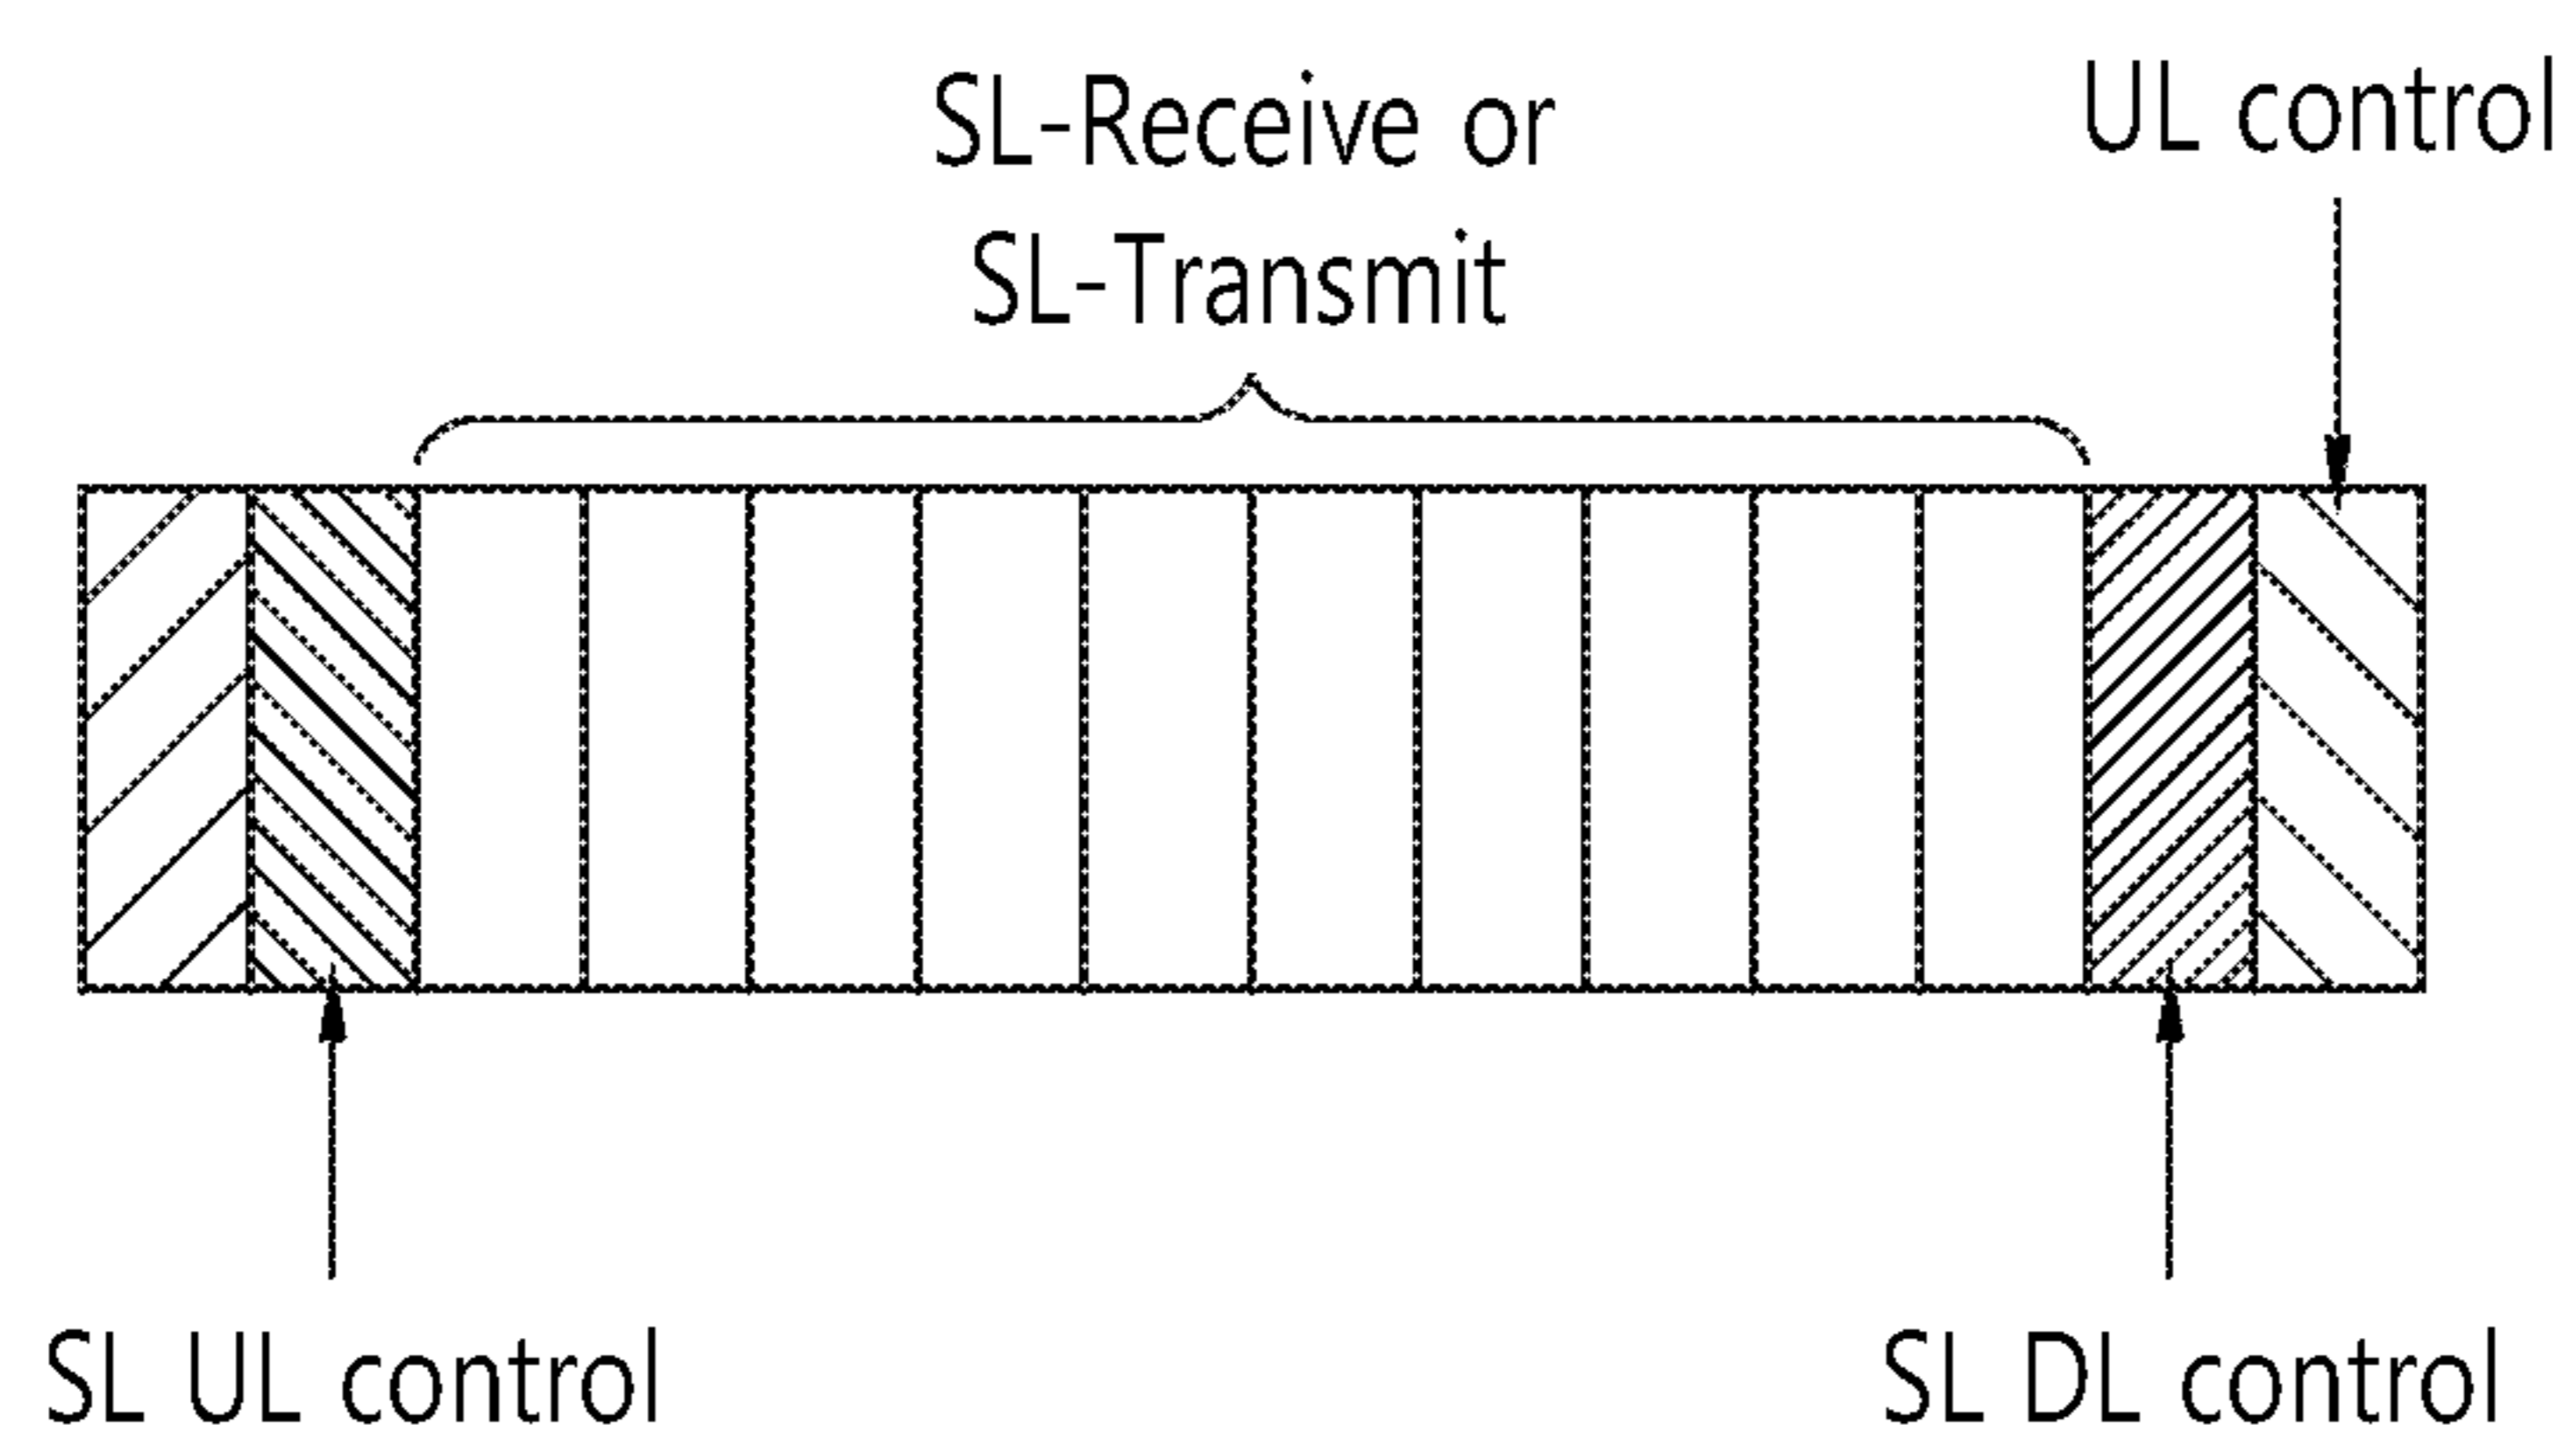 SL-Receive or
SL-Transmit
UL control
SL UL control
SL DL control